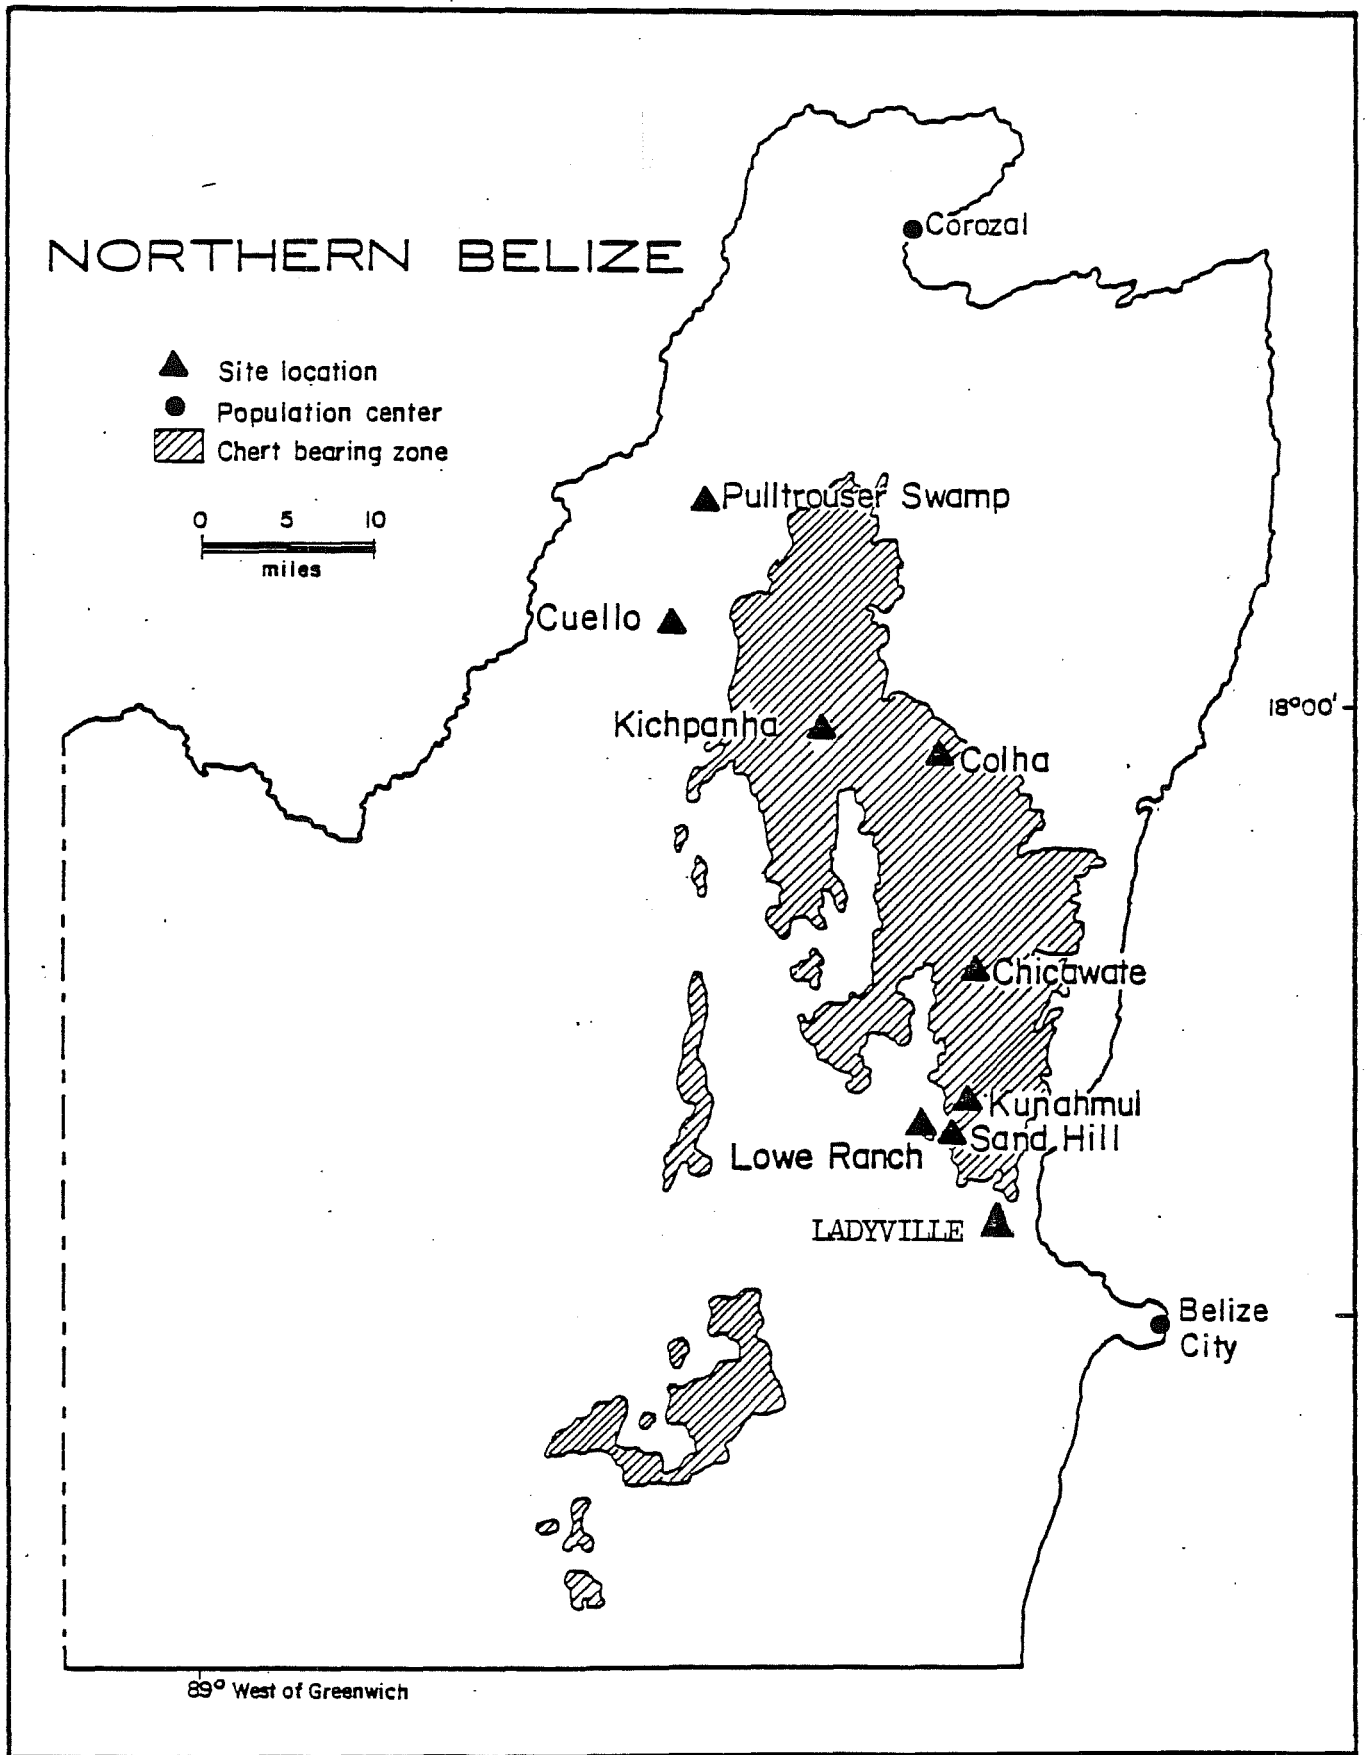 Corozal
NORTHERN BELIZE
Site location
Population center
Chert bearing zone
0 5 10
miles
Pulltrouser Swamp
Cuello
18°00'
Kichpanha
Colha
Chicawate
Kunahmul
Sand Hill
Lowe Ranch
LADYVILLE
Belize
City
89° West of Greenwich